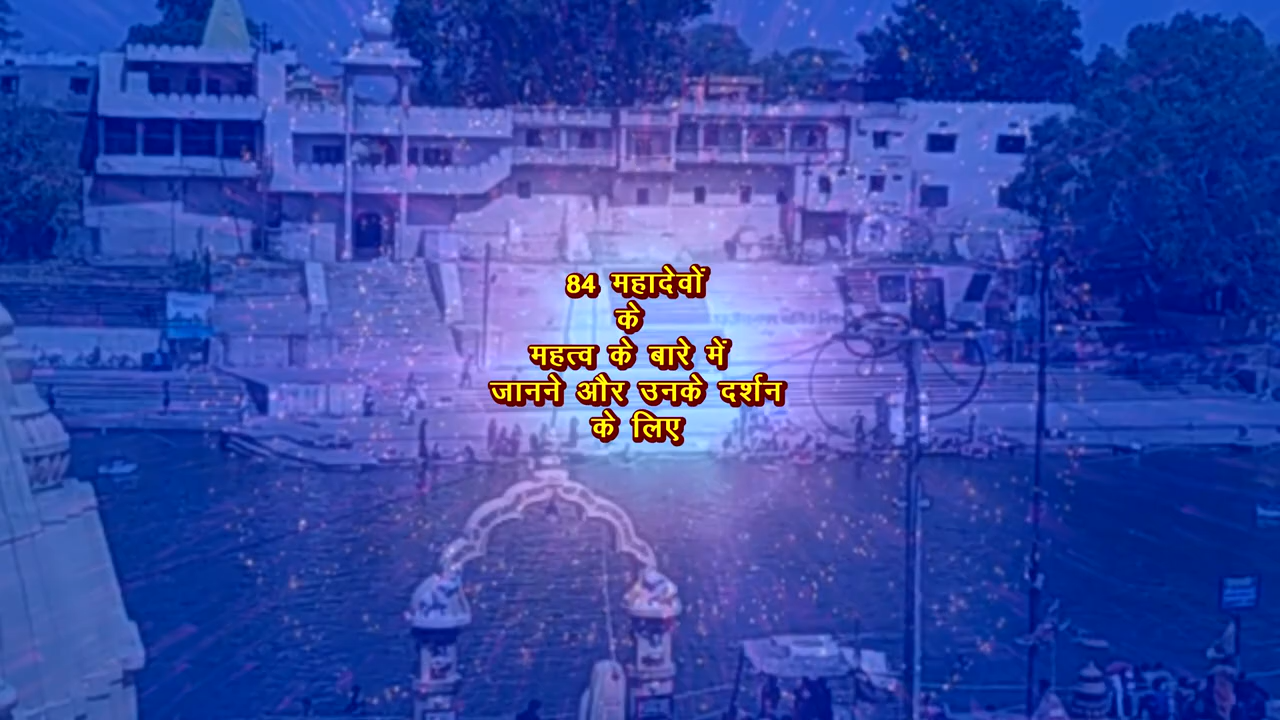 84 महादेवों
के
महत्व के बारे में
जानने और उनके दर्शन
के लिए